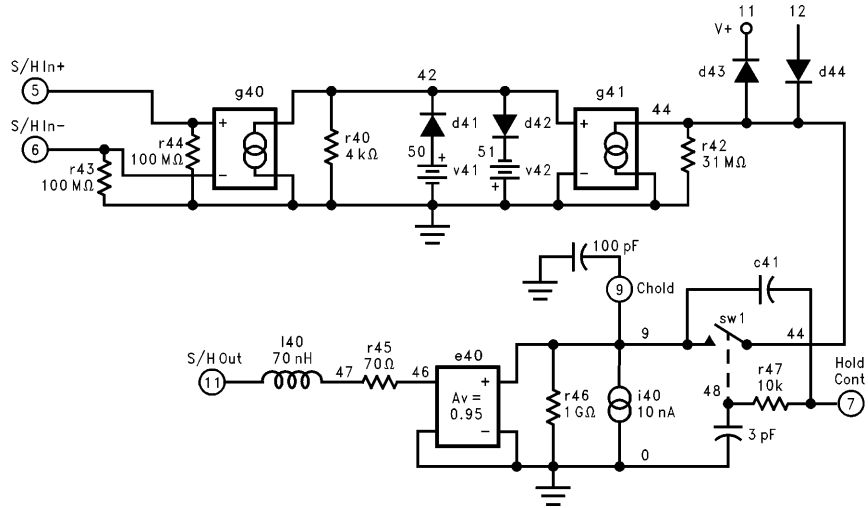 11
12
V+
S/H In+
5
g40
42
g41
d43
d44
44
S/H In-
6
r44
100 MΩ
r43
100 MΩ
r40
4 kΩ
d41
50
v41
d42
51
v42
r42
31 MΩ
+
-
+
-
+
+
100 pF
9
Chold
c41
sw1
9
44
S/H Out
11
l40
70 nH
47
r45
70Ω
46
e40
+
Av =
0.95
-
r46
1 GΩ
i40
10 nA
48
r47
10k
Hold
Cont
7
3 pF
0